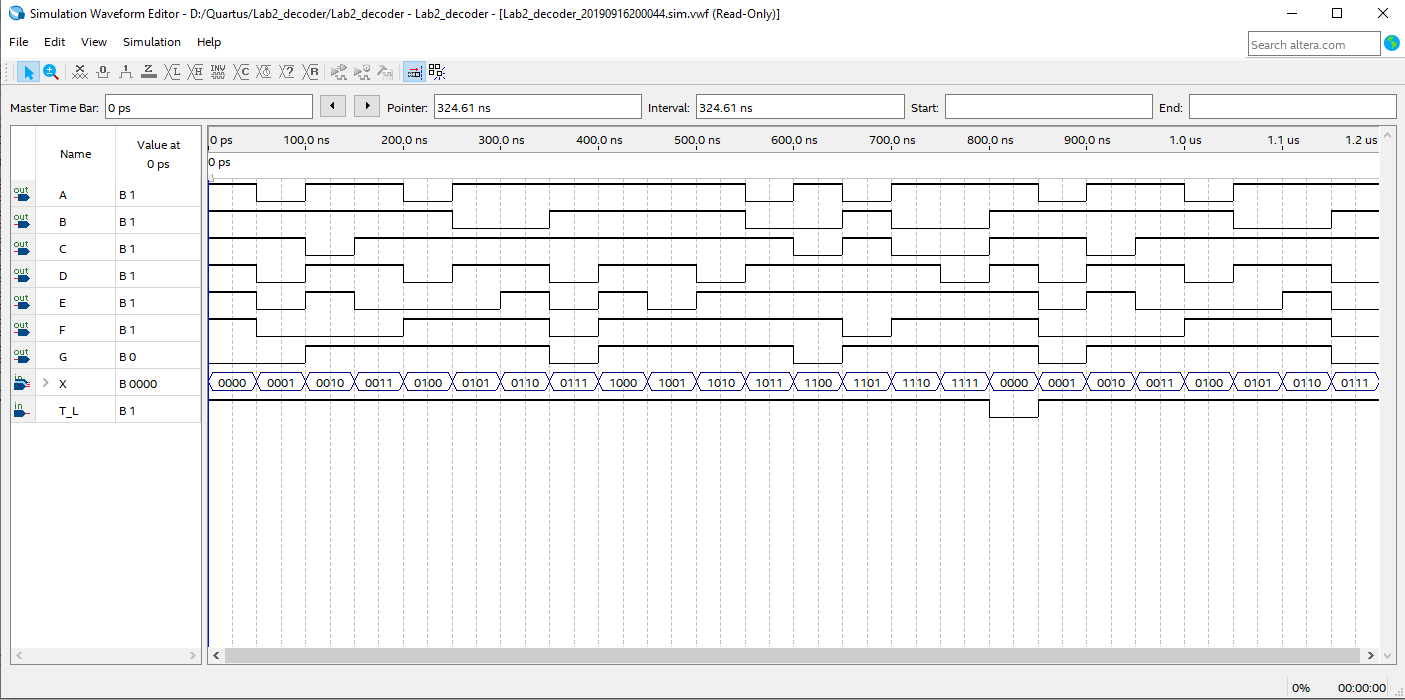 Simulation Waveform Editor - D:/Quartus/Lab2_decoder/Lab2_decoder - Lab2_decoder - [Lab2_decoder_20190916200044.sim.vwf (Read-Only)]
File Edit View Simulation Help
Search altera.com
Master Time Bar: 0 ps Pointer: 324.61 ns Interval: 324.61 ns Start: End:
Name Value at 0 ps
0 ps 100.0 ns 200.0 ns 300.0 ns 400.0 ns 500.0 ns 600.0 ns 700.0 ns 800.0 ns 900.0 ns 1.0 us 1.1 us 1.2 us
0 ps
out A B 1
out B B 1
out C B 1
out D B 1
out E B 1
out F B 1
out G B 0
in X B 0000 0000 0001 0010 0011 0100 0101 0110 0111 1000 1001 1010 1011 1100 1101 1110 1111 0000 0001 0010 0011 0100 0101 0110 0111
in T_L B 1
0% 00:00:00